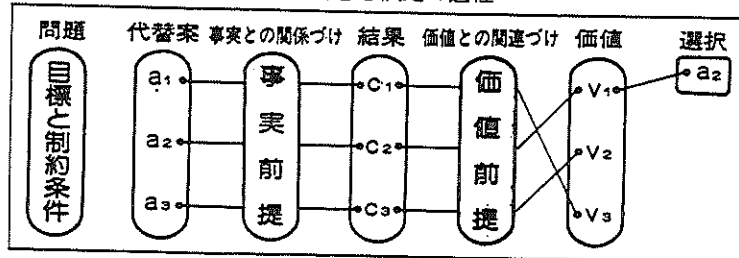 問題 代替案 事実との関係づけ 結果 価値との関連づけ 価値 選択
目標と制約条件
a₁ 事実前提 C₁ 価値前提 V₁ a₂
a₂ C₂ V₂
a₃ C₃ V₃